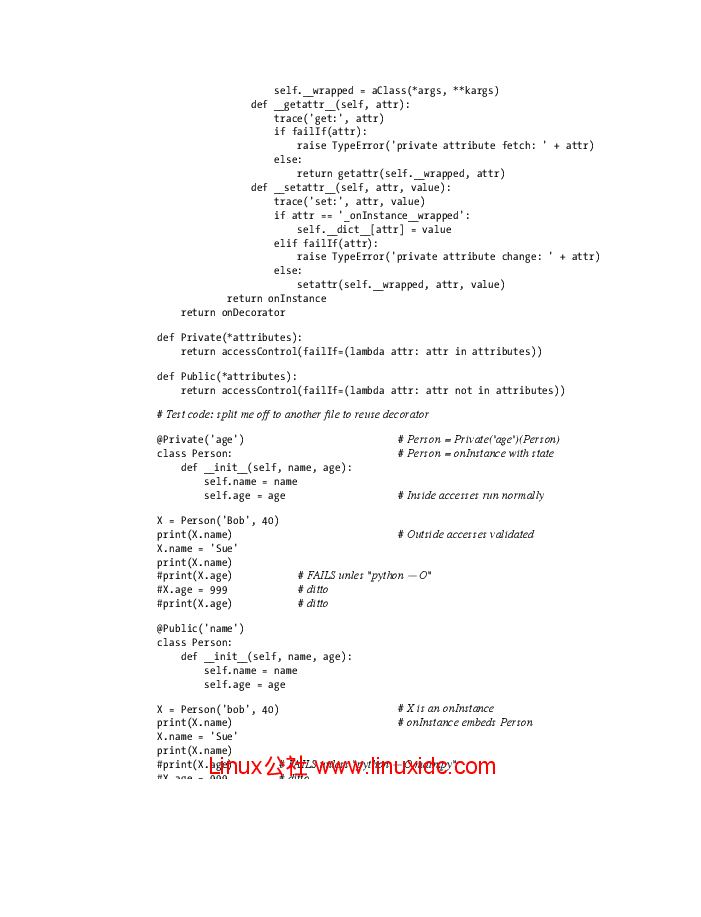 self.__wrapped = aClass(*args, **kargs)
                def __getattr__(self, attr):
                    trace('get:', attr)
                    if failIf(attr):
                        raise TypeError('private attribute fetch: ' + attr)
                    else:
                        return getattr(self.__wrapped, attr)
                def __setattr__(self, attr, value):
                    trace('set:', attr, value)
                    if attr == '_onInstance__wrapped':
                        self.__dict__[attr] = value
                    elif failIf(attr):
                        raise TypeError('private attribute change: ' + attr)
                    else:
                        setattr(self.__wrapped, attr, value)
            return onInstance
    return onDecorator
def Private(*attributes):
    return accessControl(failIf=(lambda attr: attr in attributes))
def Public(*attributes):
    return accessControl(failIf=(lambda attr: attr not in attributes))
# Test code: split me off to another file to reuse decorator
@Private('age')                          # Person = Private('age')(Person)
class Person:                            # Person = onInstance with state
    def __init__(self, name, age):
        self.name = name
        self.age = age                   # Inside accesses run normally
X = Person('Bob', 40)
print(X.name)                            # Outside accesses validated
X.name = 'Sue'
print(X.name)
#print(X.age)           # FAILS unles "python —O"
#X.age = 999            # ditto
#print(X.age)           # ditto
@Public('name')
class Person:
    def __init__(self, name, age):
        self.name = name
        self.age = age
X = Person('bob', 40)                    # X is an onInstance
print(X.name)                            # onInstance embeds Person
X.name = 'Sue'
print(X.name)
#print(X.age)        # FAILS unless "python —O
Linux公社 www.linuxidc.com
#X.age = 999         # ditto